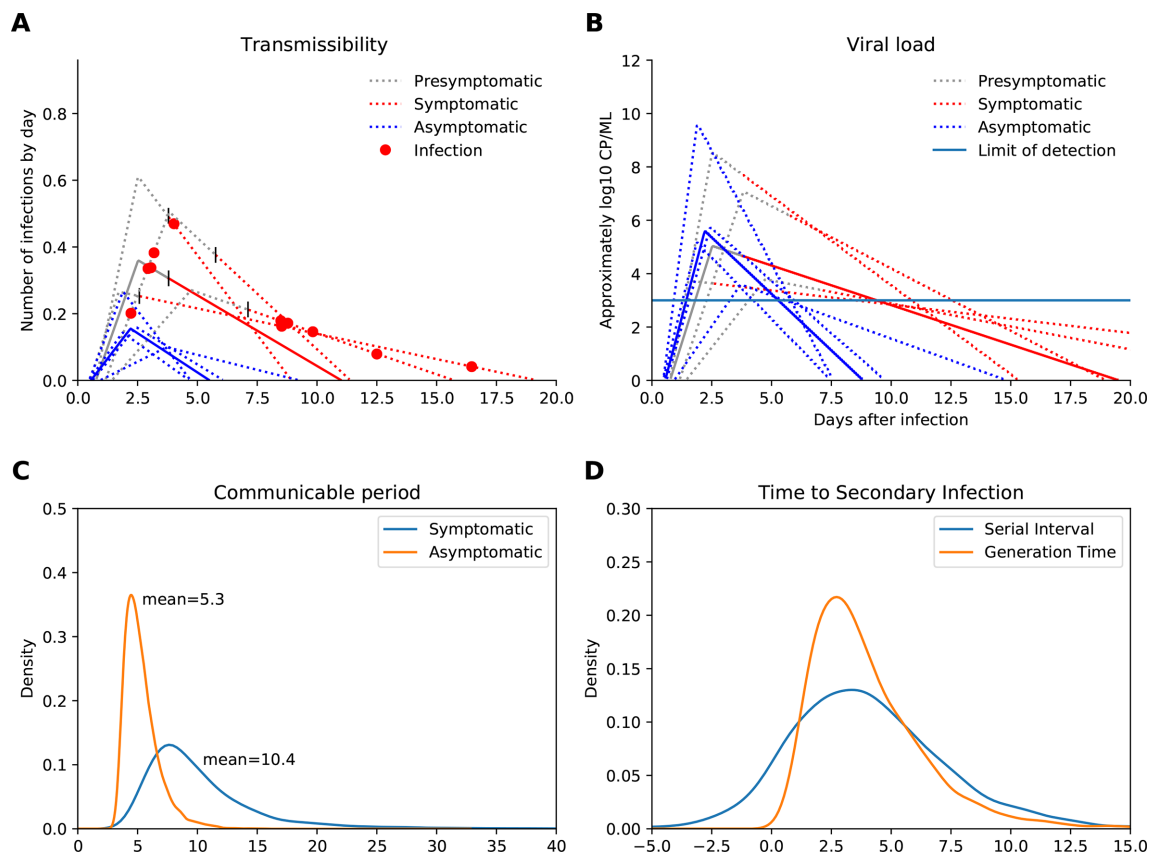 A
Transmissibility
Number of infections by day
0.8
0.6
0.4
0.2
0.0
0.0 2.5 5.0 7.5 10.0 12.5 15.0 17.5 20.0
Presymptomatic
Symptomatic
Asymptomatic
Infection
B
Viral load
Approximately log10 CP/ML
12
10
8
6
4
2
0
0.0 2.5 5.0 7.5 10.0 12.5 15.0 17.5 20.0
Days after infection
Presymptomatic
Symptomatic
Asymptomatic
Limit of detection
C
Communicable period
Density
0.5
0.4
0.3
0.2
0.1
0.0
0 5 10 15 20 25 30 35 40
Symptomatic
Asymptomatic
mean=5.3
mean=10.4
D
Time to Secondary Infection
Density
0.30
0.25
0.20
0.15
0.10
0.05
0.00
−5.0 −2.5 0.0 2.5 5.0 7.5 10.0 12.5 15.0
Serial Interval
Generation Time